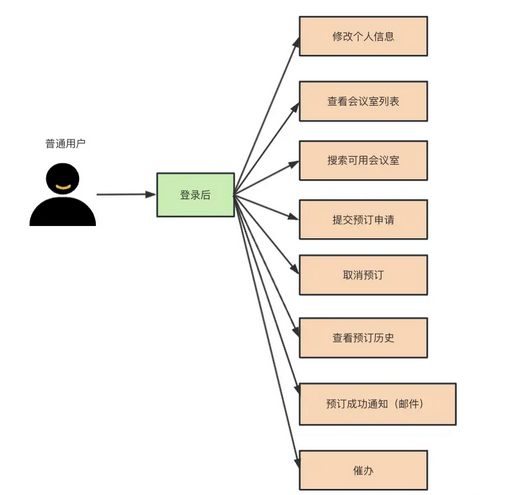 普通用户
登录后
修改个人信息
查看会议室列表
搜索可用会议室
提交预订申请
取消预订
查看预订历史
预订成功通知（邮件）
催办